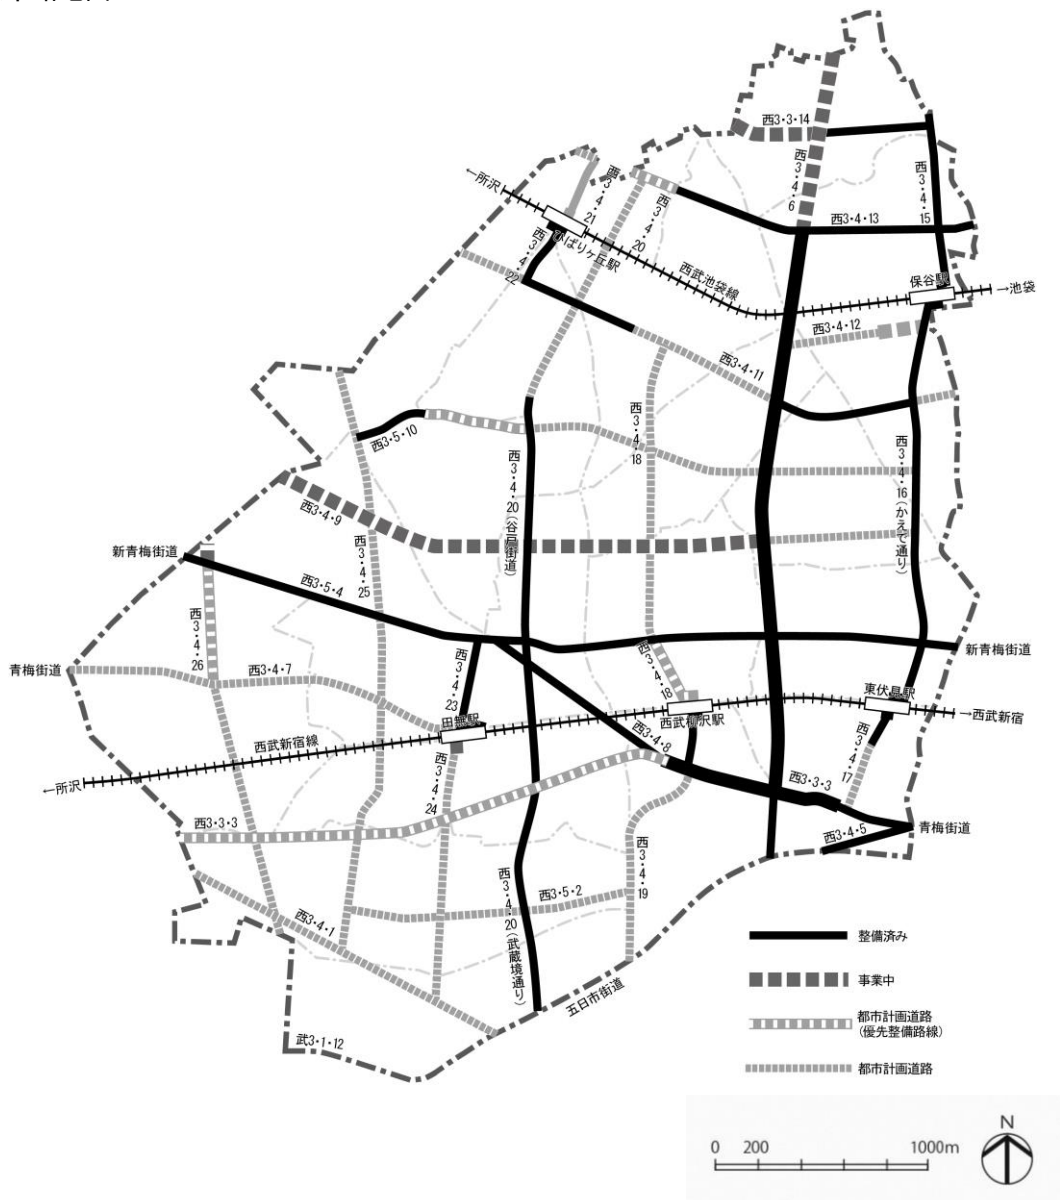 西3・3・14
西3・4・6
西3・4・15
←所沢
西3・4・21
西3・4・20
西3・4・13
ひばりヶ丘駅
西3・4・22
西武池袋線
保谷駅
→池袋
西3・4・12
西3・4・11
西3・5・10
西3・4・18
西3・4・20(谷戸街道)
西3・4・16(かえで通り)
西3・4・9
西3・4・25
新青梅街道
西3・5・4
西3・4・26
青梅街道
西3・4・7
西3・4・23
西3・4・18
新青梅街道
東伏見駅
田無駅
西武柳沢駅
→西武新宿
西武新宿線
西3・4・8
西3・4・17
←所沢
西3・4・24
西3・3・3
西3・3・3
青梅街道
西3・4・5
西3・4・19
西3・5・2
西3・4・20(武蔵境通り)
西3・4・1
五日市街道
武3・1・12
整備済み
事業中
都市計画道路
(優先整備路線)
都市計画道路
N
0 200 1000m